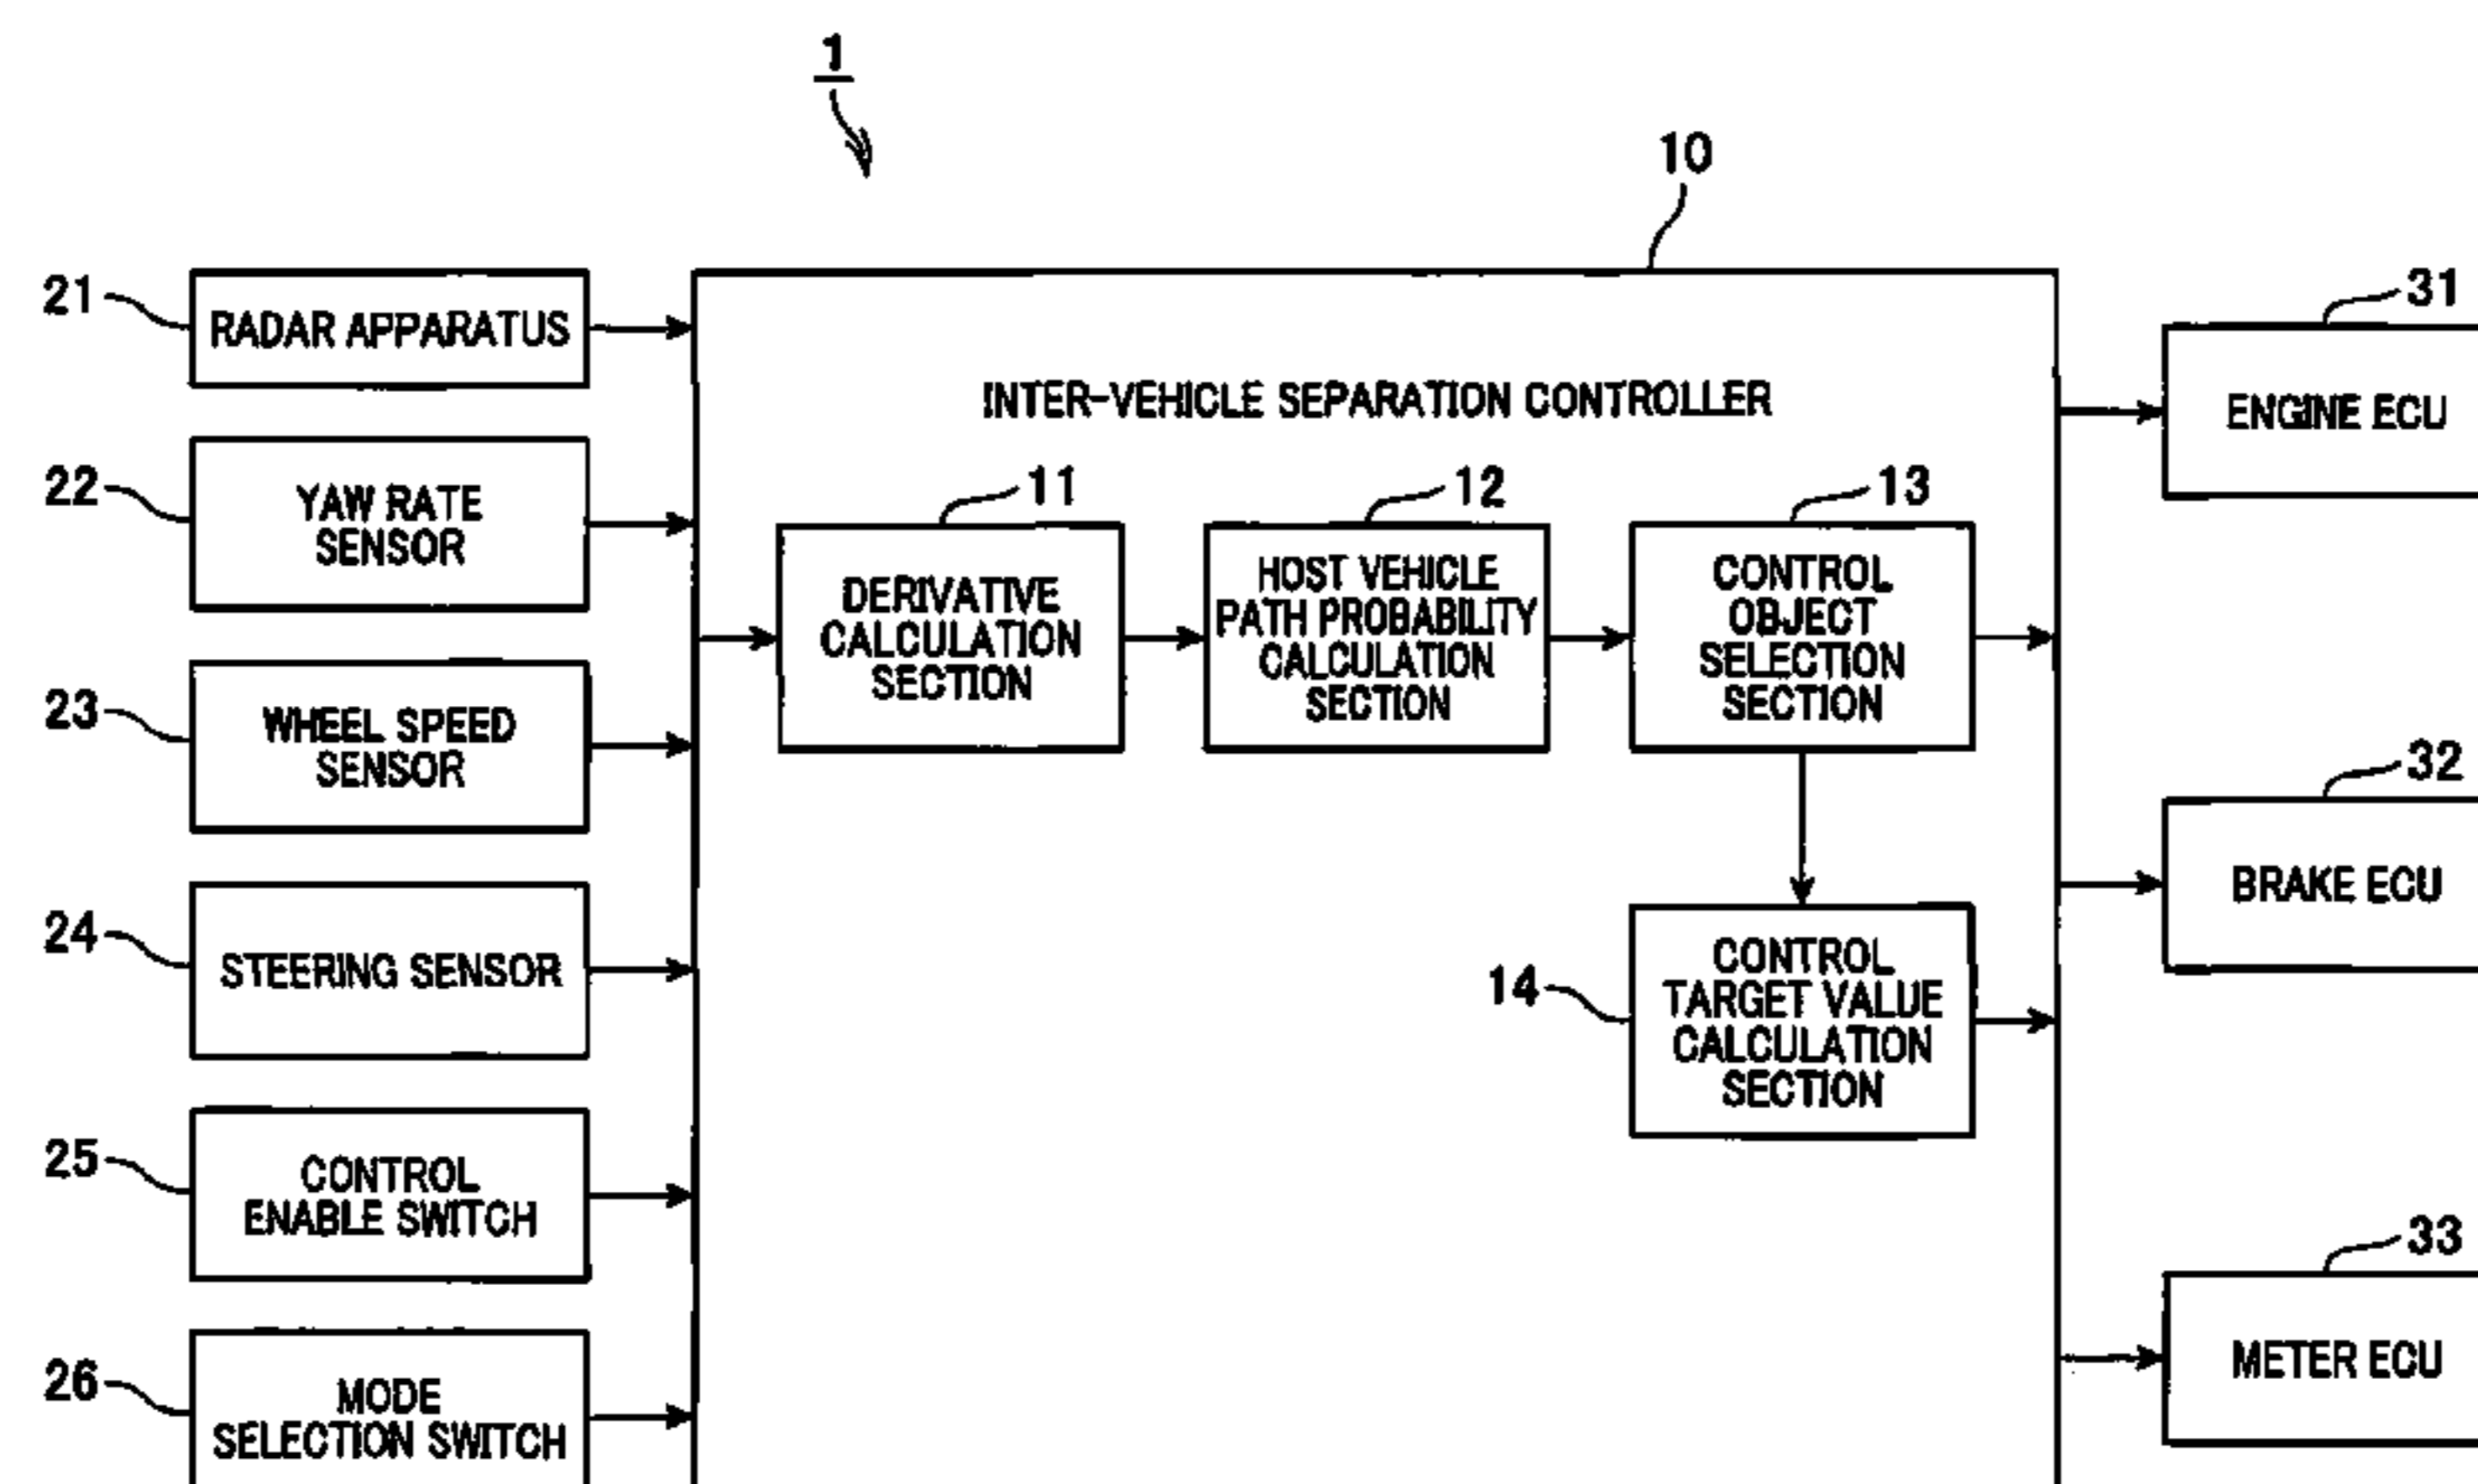 1
10
21
RADAR APPARATUS
22
YAW RATE
SENSOR
23
WHEEL SPEED
SENSOR
24
STEERING SENSOR
25
CONTROL
ENABLE SWITCH
26
MODE
SELECTION SWITCH
INTER-VEHICLE SEPARATION CONTROLLER
11
DERIVATIVE
CALCULATION
SECTION
12
HOST VEHICLE
PATH PROBABILITY
CALCULATION
SECTION
13
CONTROL
OBJECT
SELECTION
SECTION
14
CONTROL
TARGET VALUE
CALCULATION
SECTION
31
ENGINE ECU
32
BRAKE ECU
33
METER ECU